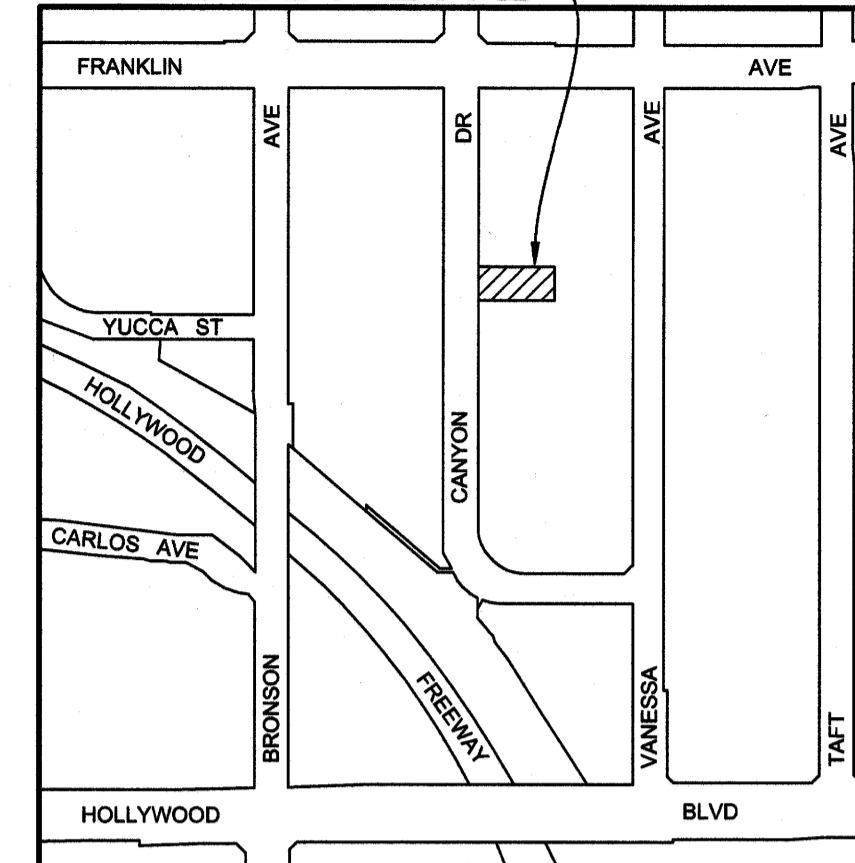 FRANKLIN AVE
AVE
DR
AVE
AVE
YUCCA ST
HOLLYWOOD
CANYON
CARLOS AVE
BRONSON
FREEWAY
VANESSA
TAFT
HOLLYWOOD BLVD